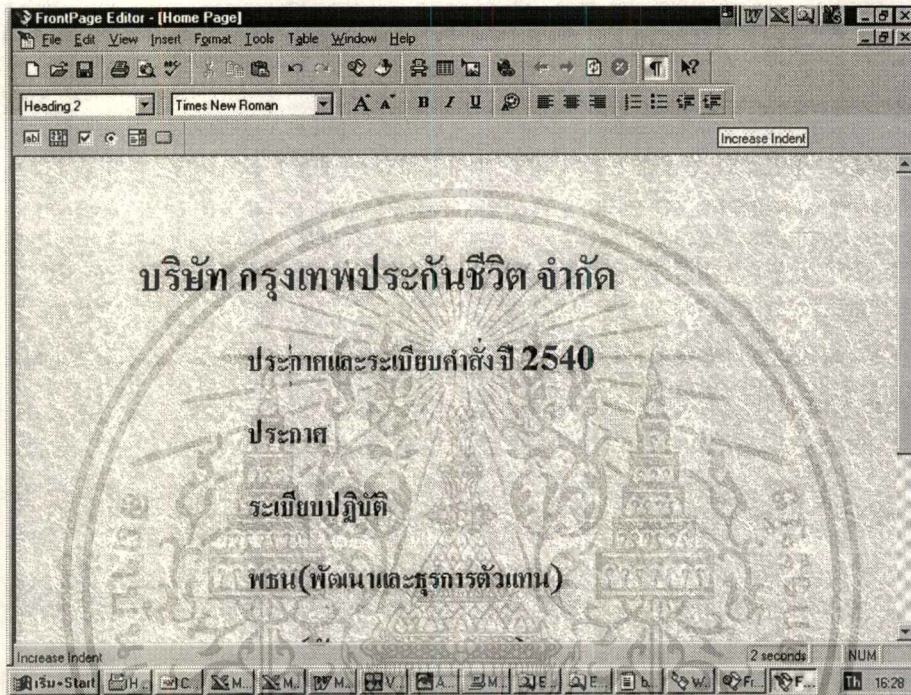 FrontPage Editor - [Home Page]
File Edit View Insert Format Tools Table Window Help
Heading 2 Times New Roman A A B I U
abl
Increase Indent
บริษัท กรุงเทพประกันชีวิต จำกัด
ประกาศและระเบียบคำสั่ง ปี 2540
ประกาศ
ระเบียบปฏิบัติ
พธน(พัฒนาและธุรการตัวแทน)
Increase Indent 2 seconds NUM
เริ่ม-Start H.. C.. M.. M.. M.. V.. A.. M.. E.. E.. b.. W.. Fr.. F... Th 16:28